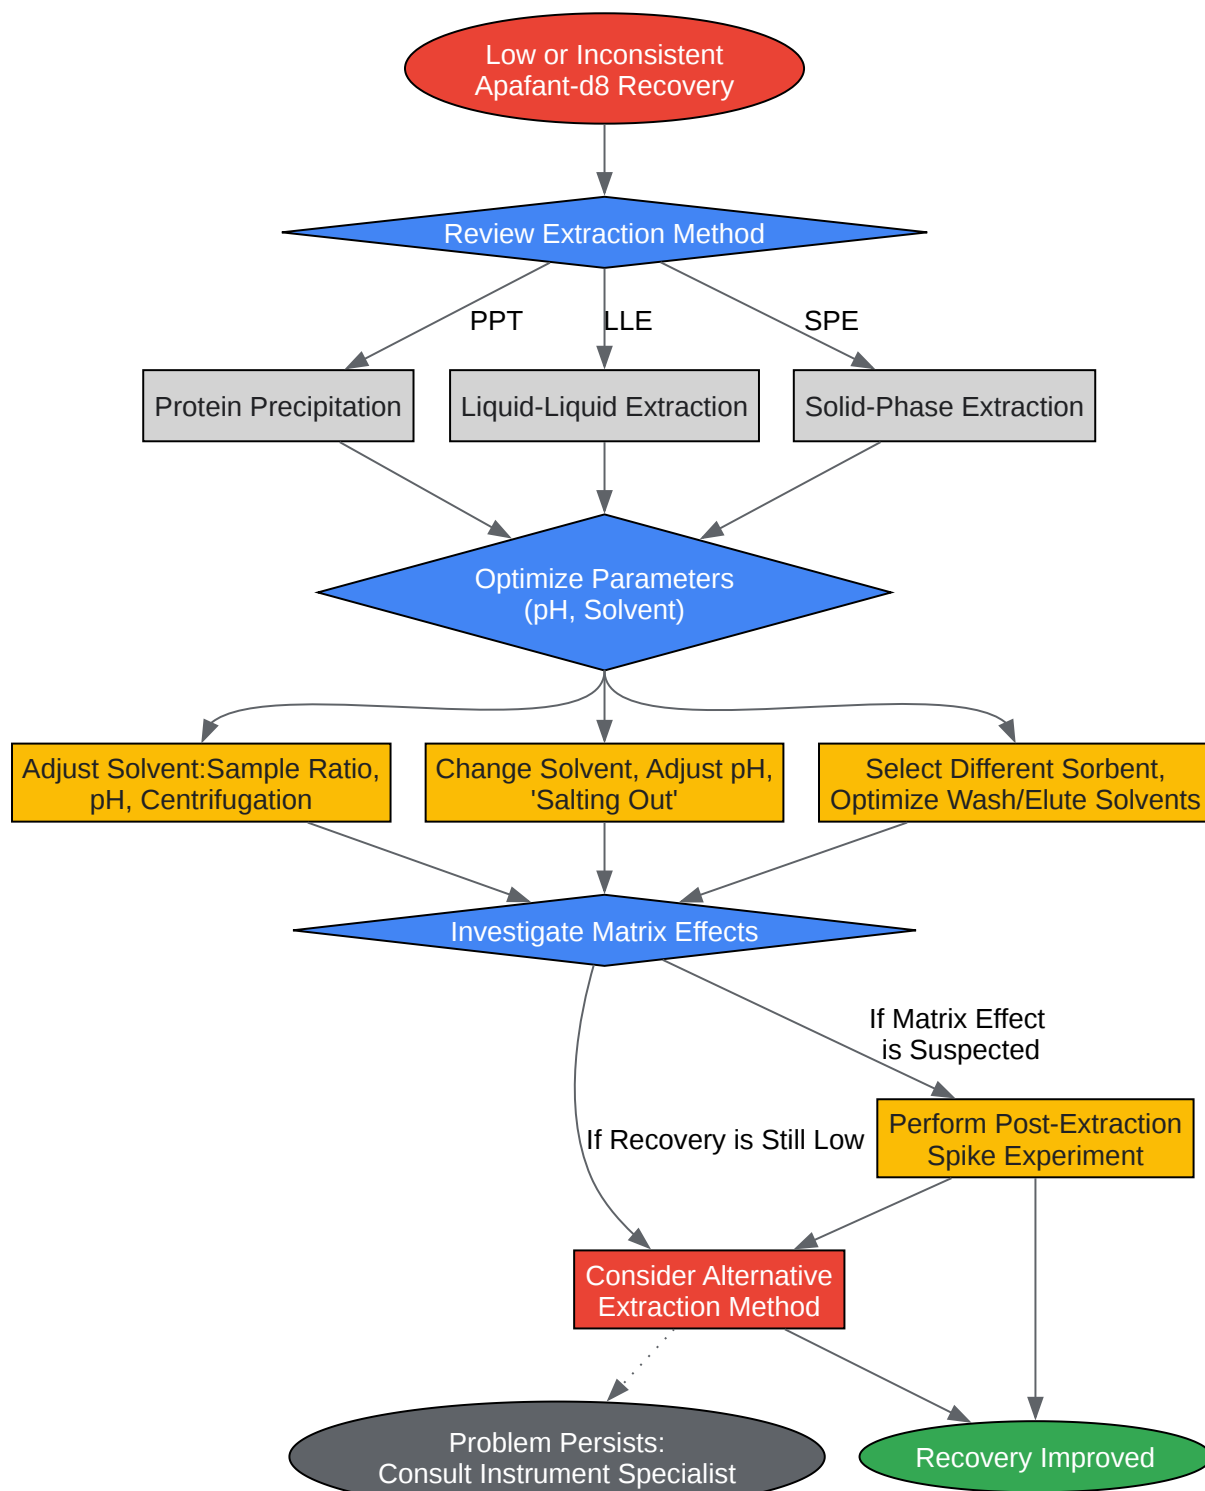 Low or Inconsistent
Apafant-d8 Recovery
Review Extraction Method
PPT
LLE
SPE
Protein Precipitation
Liquid-Liquid Extraction
Solid-Phase Extraction
Optimize Parameters
(pH, Solvent)
Adjust Solvent:Sample Ratio,
pH, Centrifugation
Change Solvent, Adjust pH,
'Salting Out'
Select Different Sorbent,
Optimize Wash/Elute Solvents
Investigate Matrix Effects
If Matrix Effect
is Suspected
If Recovery is Still Low
Perform Post-Extraction
Spike Experiment
Consider Alternative
Extraction Method
Problem Persists:
Consult Instrument Specialist
Recovery Improved